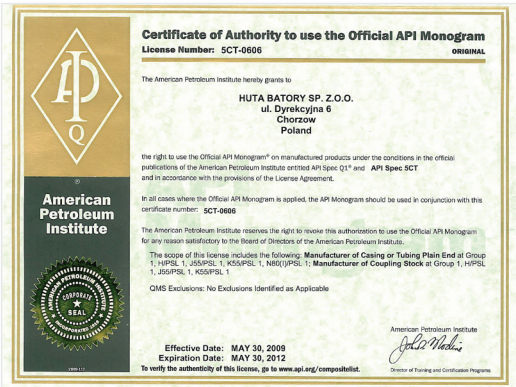 Certificate of Authority to use the Official API Monogram
License Number: 5CT-0606
ORIGINAL
The American Petroleum Institute hereby grants to
HUTA BATORY SP. Z.O.O.
ul. Dyrekcyjna 6
Chorzow
Poland
the right to use the Official API Monogram® on manufactured products under the conditions in the official
publications of the American Petroleum Institute entitled API Spec Q1® and API Spec 5CT
and in accordance with the provisions of the License Agreement.
In all cases where the Official API Monogram is applied, the API Monogram should be used in conjunction with this
certificate number: 5CT-0606
The American Petroleum Institute reserves the right to revoke this authorization to use the Official API Monogram
for any reason satisfactory to the Board of Directors of the American Petroleum Institute.
The scope of this license includes the following: Manufacturer of Casing or Tubing Plain End at Group
1, H/PSL 1, J55/PSL 1, K55/PSL 1, N80(I)/PSL 1; Manufacturer of Coupling Stock at Group 1, H/PSL
1, J55/PSL 1, K55/PSL 1
QMS Exclusions: No Exclusions Identified as Applicable
API
Q
®
American
Petroleum
Institute
AMERICAN PETROLEUM INSTITUTE
CORPORATE
SEAL
American Petroleum Institute
Effective Date: MAY 30, 2009
Expiration Date: MAY 30, 2012
To verify the authenticity of this license, go to www.api.org/compositelist.
Director of Training and Certification Programs